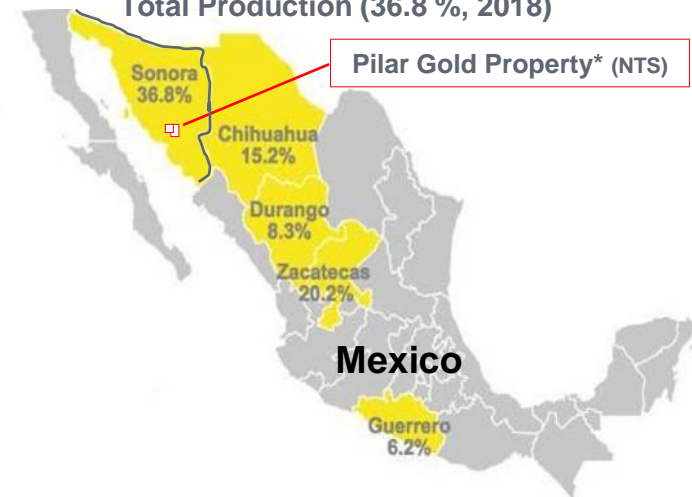 Total Production (36.8 %, 2018)
Pilar Gold Property* (NTS)
Sonora
36.8%
Chihuahua
15.2%
Durango
8.3%
Zacatecas
20.2%
Mexico
Guerrero
6.2%